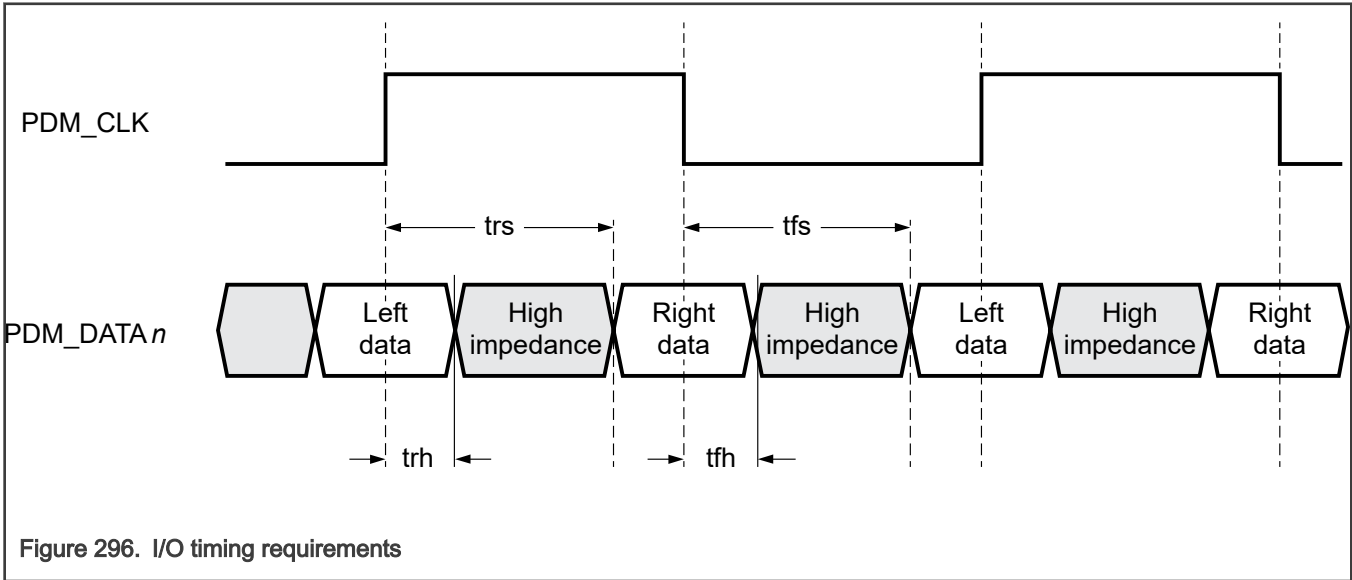 PDM_CLK
trs
tfs
PDM_DATA n
Left
data
High
impedance
Right
data
High
impedance
Left
data
High
impedance
Right
data
trh
tfh
Figure 296. I/O timing requirements